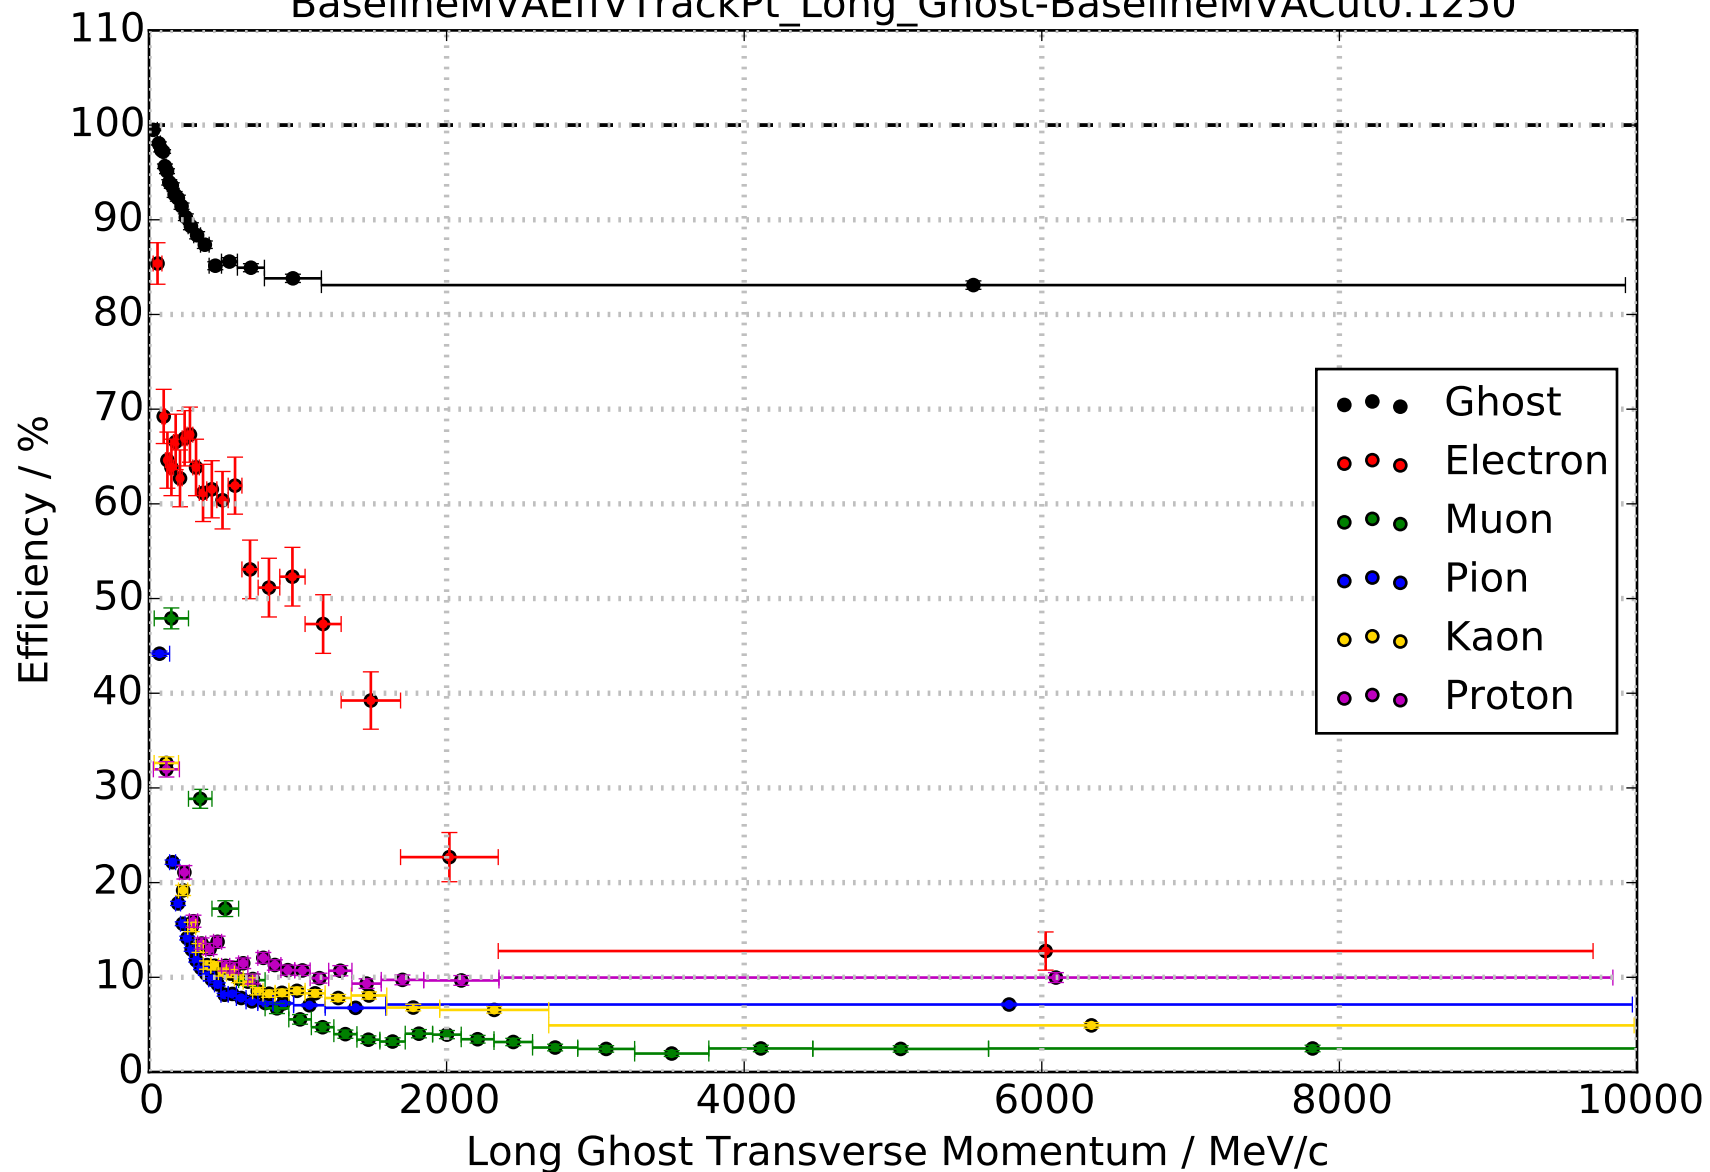 BaselineMVAEffVTrackPt_Long_Ghost-BaselineMVACut0.1250
110
100
90
80
70
60
50
40
30
20
10
0
Efficiency / %
Ghost
Electron
Muon
Pion
Kaon
Proton
0 2000 4000 6000 8000 10000
Long Ghost Transverse Momentum / MeV/c